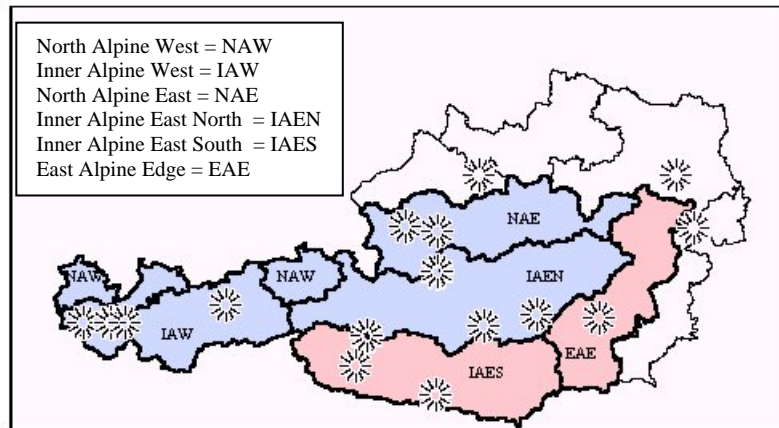 North Alpine West = NAW
Inner Alpine West = IAW
North Alpine East = NAE
Inner Alpine East North = IAEN
Inner Alpine East South = IAES
East Alpine Edge = EAE
NAE
NAW
NAW
IAEN
IAW
EAE
IAES